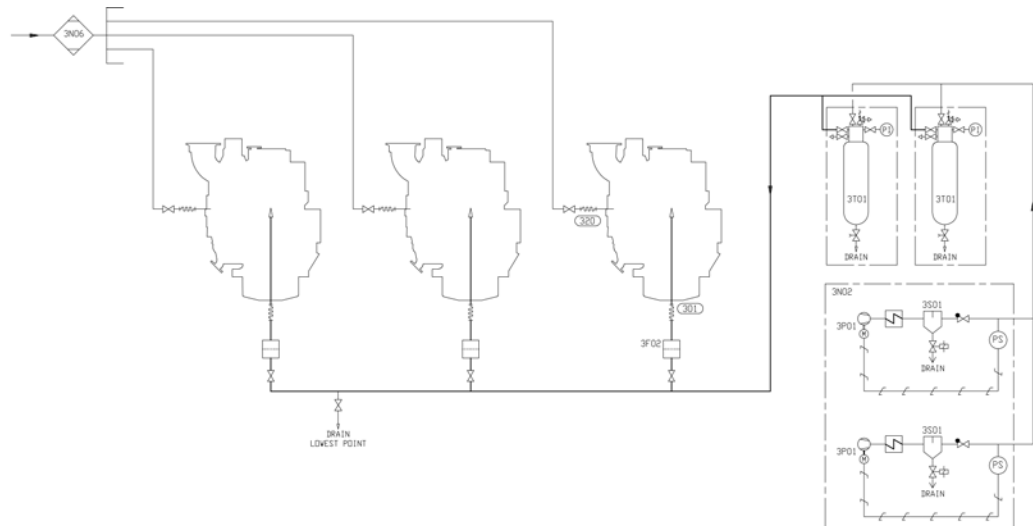 3N06
PI
PI
3T01
3T01
320
DRAIN
DRAIN
301
3N02
3S01
3P01
M
PS
3F02
DRAIN
DRAIN
LOWEST POINT
3S01
3P01
M
PS
DRAIN